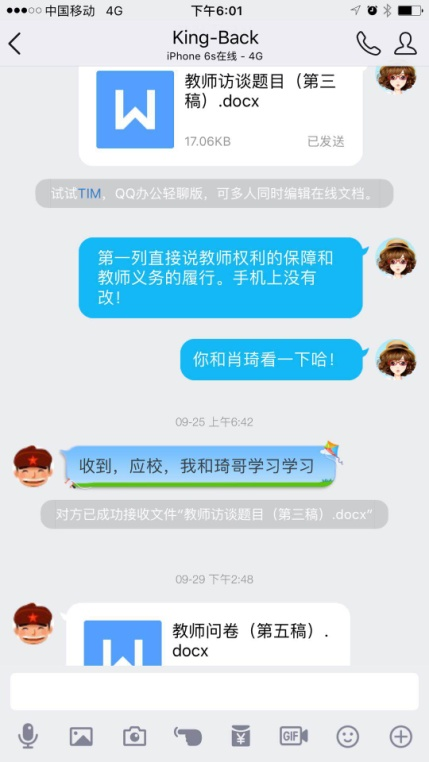 中国移动 4G 下午6:01
King-Back
iPhone 6s在线 - 4G
教师访谈题目（第三
稿）.docx
17.06KB 已发送
试试TIM，QQ办公轻聊版，可多人同时编辑在线文档。
第一列直接说教师权利的保障和
教师义务的履行。手机上没有
改！
你和肖琦看一下哈！
09-25 上午6:42
收到，应校，我和琦哥学习学习
对方已成功接收文件“教师访谈题目（第三稿）.docx”
09-29 下午2:48
教师问卷（第五稿）.
docx
GIF